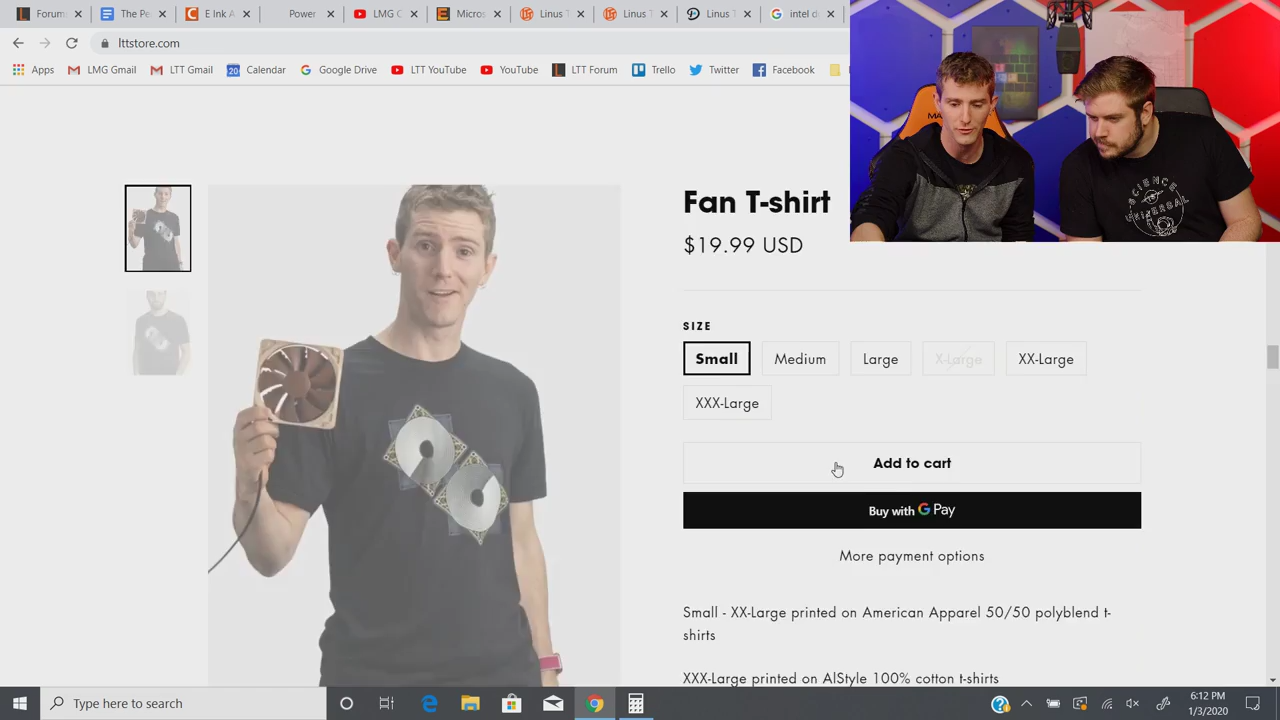 Forum:
The Pe
E Ink A
Power
LMG C
Micros
Linus T
Linus T
Linus T
intel d
lttstore.com
Apps
LMG Gmail
LTT Gmail
Calendar
Google Drive
LTT YouTube
YouTube
LTT Forum
Trello
Twitter
Facebook
SCIENCE
UNIVERSAL
Fan T-shirt
$19.99 USD
SIZE
Small
Medium
Large
X-Large
XX-Large
XXX-Large
Add to cart
Buy with G Pay
More payment options
Small - XX-Large printed on American Apparel 50/50 polyblend t-
shirts
XXX-Large printed on AlStyle 100% cotton t-shirts
Type here to search
6:12 PM
1/3/2020